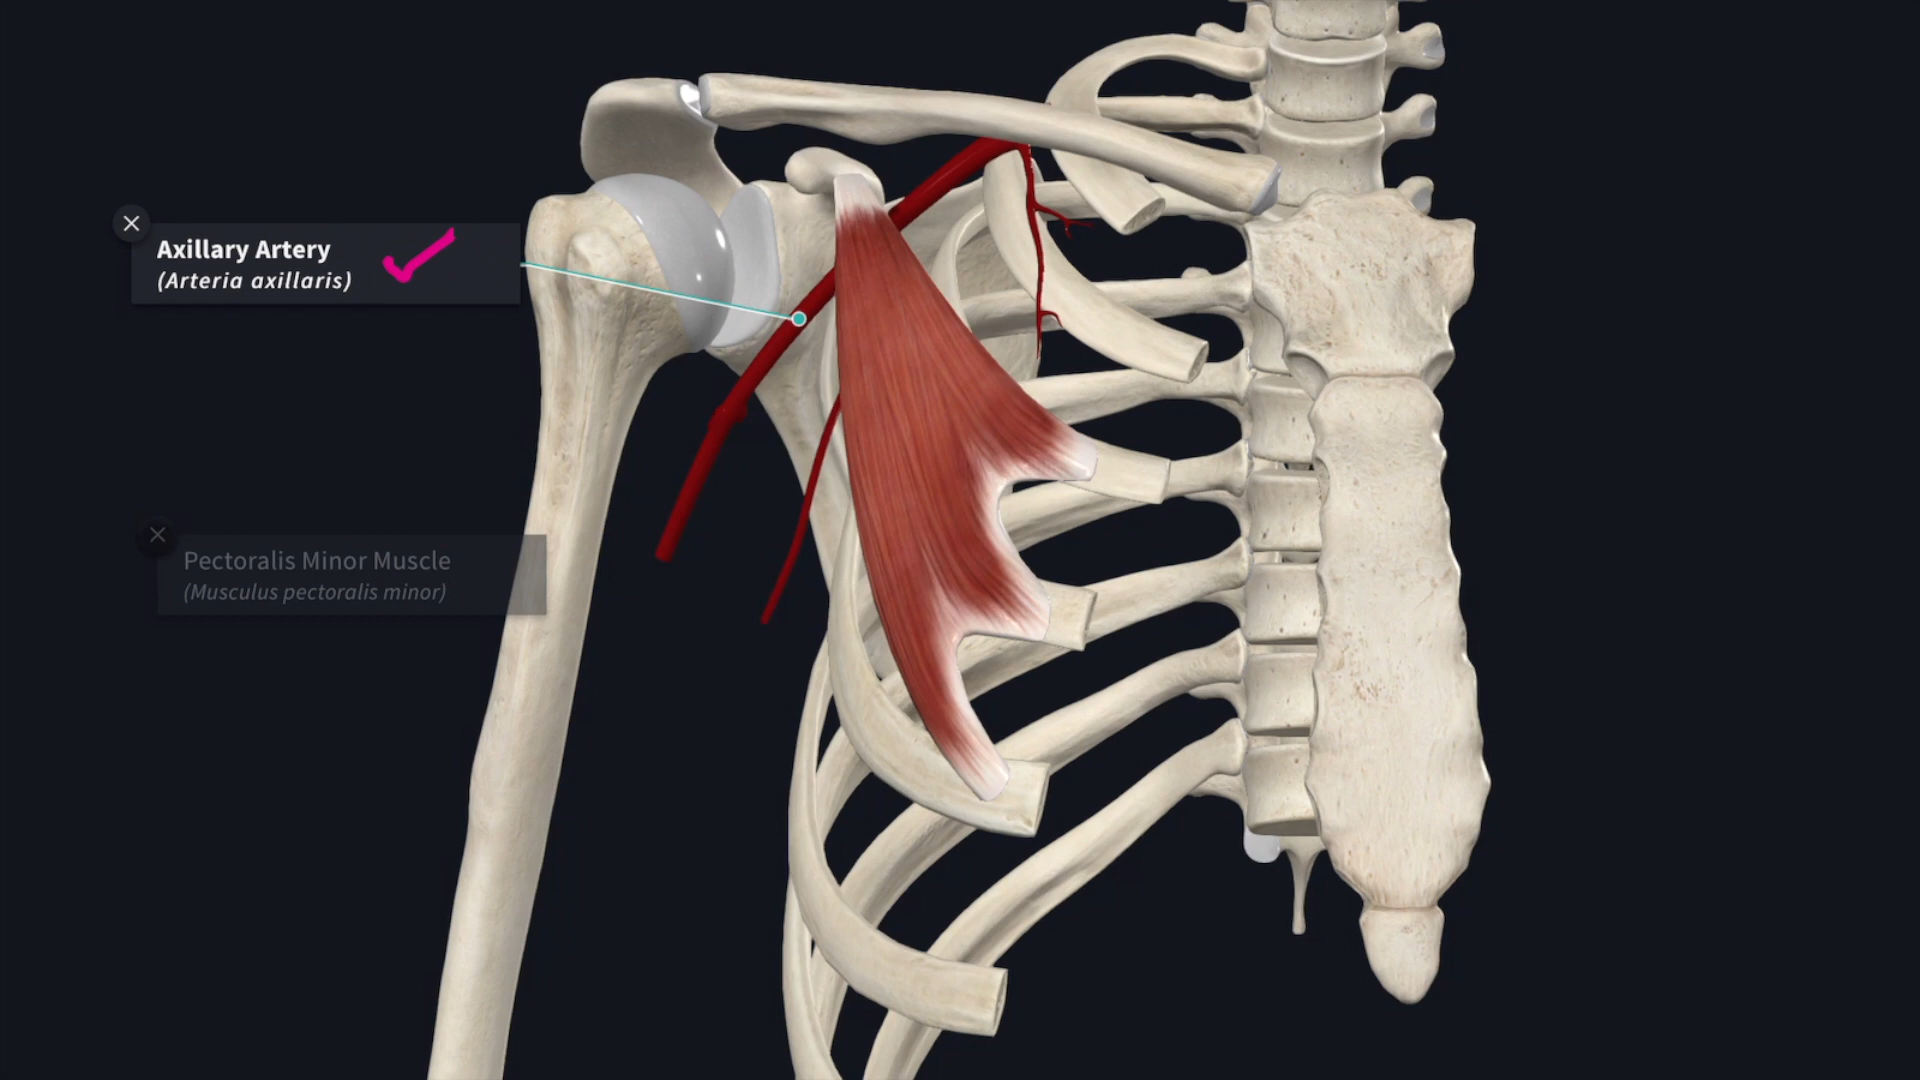 Axillary Artery
(Arteria axillaris)
Pectoralis Minor Muscle
(Musculus pectoralis minor)